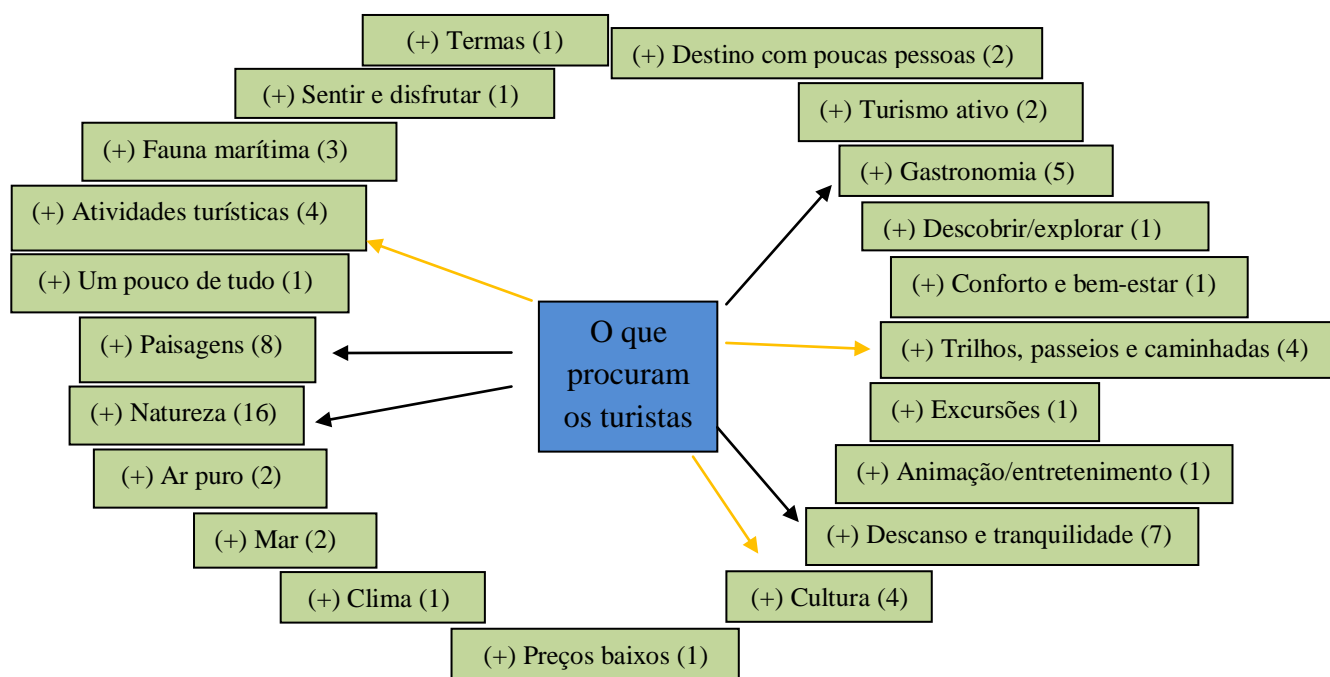 (+) Termas (1)
(+) Destino com poucas pessoas (2)
(+) Sentir e disfrutar (1)
(+) Turismo ativo (2)
(+) Fauna marítima (3)
(+) Gastronomia (5)
(+) Atividades turísticas (4)
(+) Descobrir/explorar (1)
(+) Um pouco de tudo (1)
(+) Conforto e bem-estar (1)
O que
procuram
os turistas
(+) Paisagens (8)
(+) Trilhos, passeios e caminhadas (4)
(+) Natureza (16)
(+) Excursões (1)
(+) Ar puro (2)
(+) Animação/entretenimento (1)
(+) Mar (2)
(+) Descanso e tranquilidade (7)
(+) Clima (1)
(+) Cultura (4)
(+) Preços baixos (1)